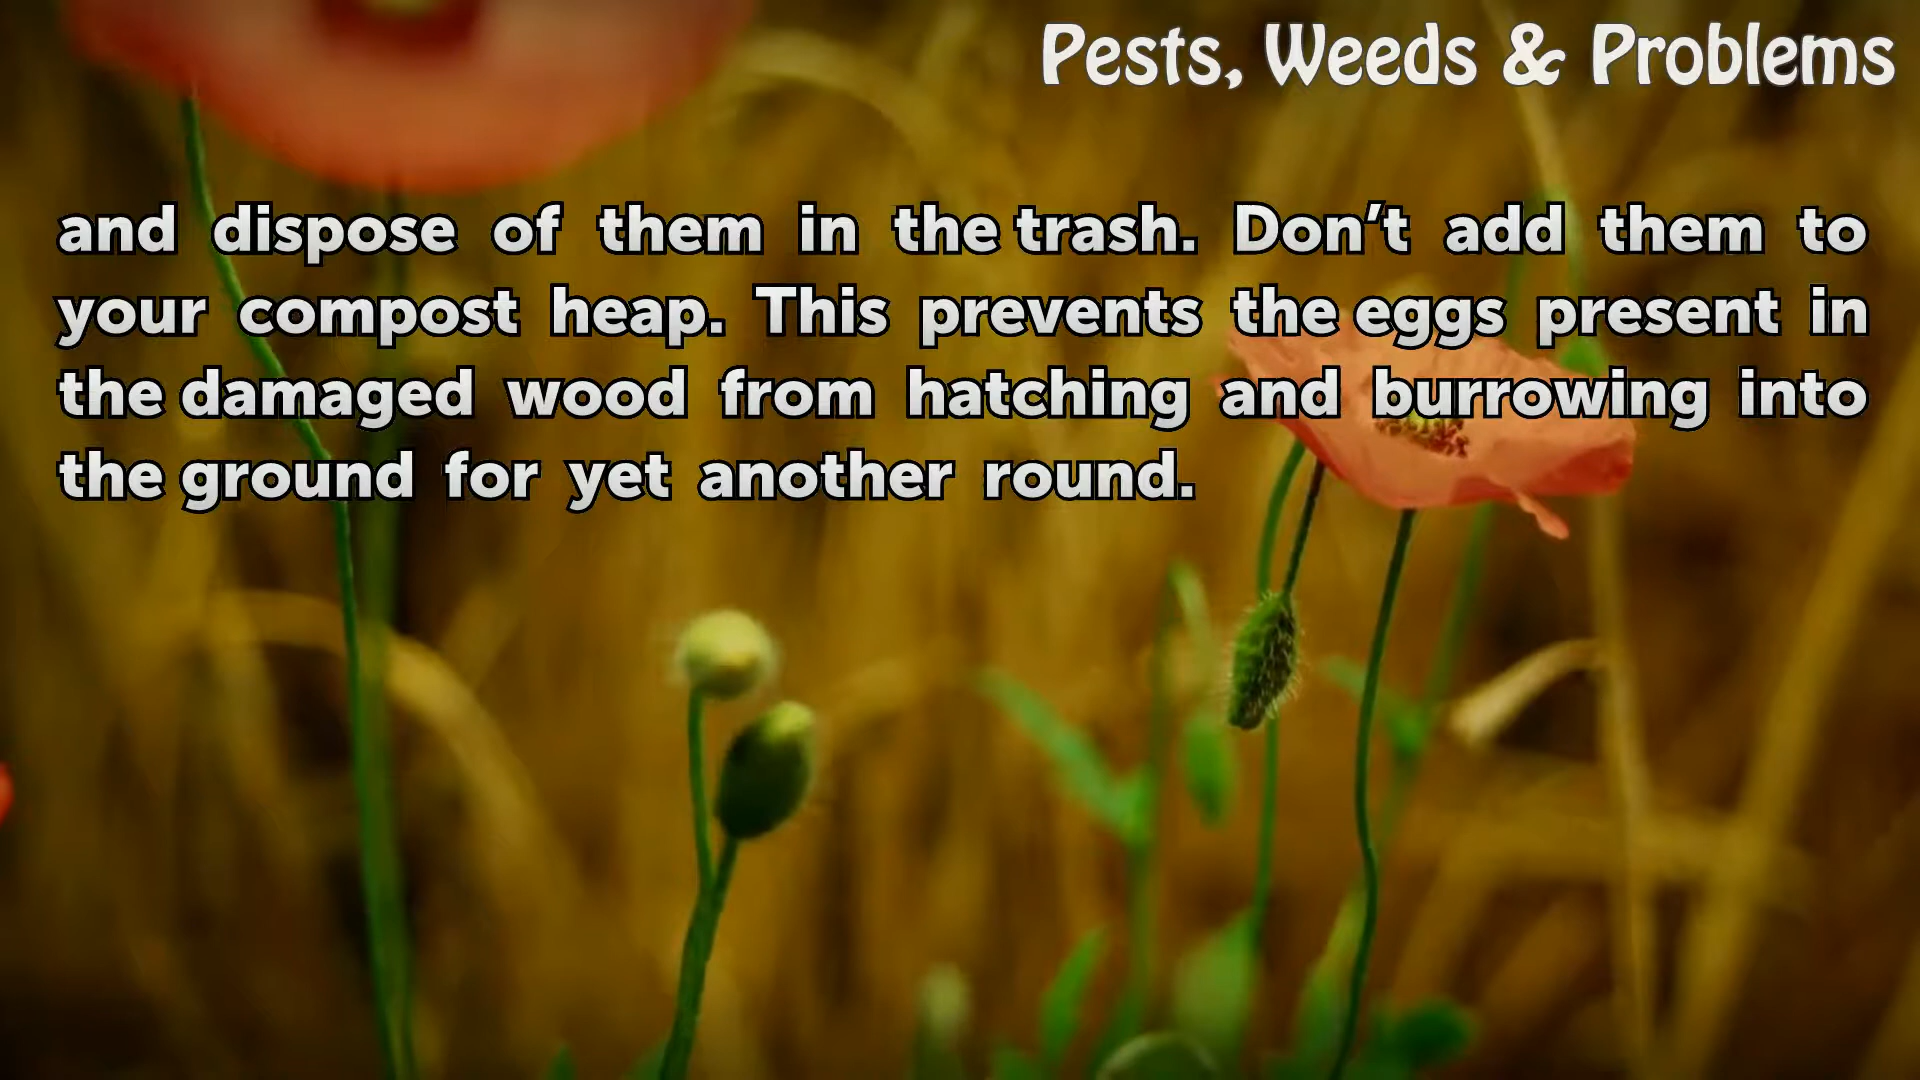 Pests, Weeds & Problems
and dispose of them in the trash. Don’t add them to
your compost heap. This prevents the eggs present in
the damaged wood from hatching and burrowing into
the ground for yet another round.